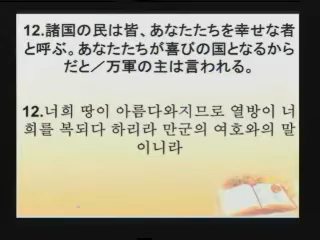 12.諸国の民は皆、あなたたちを幸せな者
と呼ぶ。あなたたちが喜びの国となるから
だと／万軍の主は言われる。
12.너희 땅이 아름다와지므로 열방이 너
희를 복되다 하리라 만군의 여호와의 말
이니라